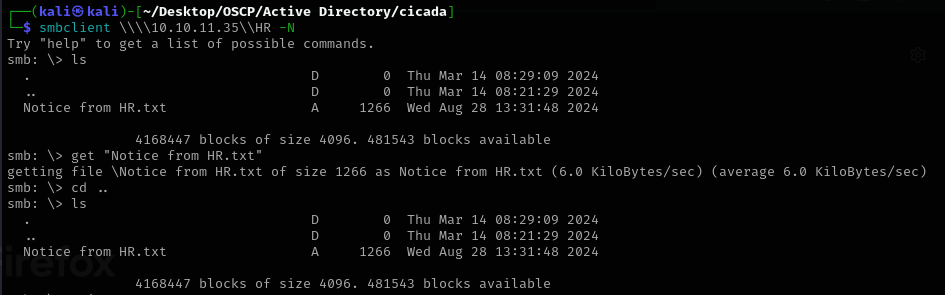 ┌──(kali㉿kali)-[~/Desktop/OSCP/Active Directory/cicada]
└─$ smbclient \\\\10.10.11.35\\HR -N
Try "help" to get a list of possible commands.
smb: \> ls
  .                                   D        0  Thu Mar 14 08:29:09 2024
  ..                                  D        0  Thu Mar 14 08:21:29 2024
  Notice from HR.txt                  A     1266  Wed Aug 28 13:31:48 2024

                4168447 blocks of size 4096. 481543 blocks available
smb: \> get "Notice from HR.txt"
getting file \Notice from HR.txt of size 1266 as Notice from HR.txt (6.0 KiloBytes/sec) (average 6.0 KiloBytes/sec)
smb: \> cd ..
smb: \> ls
  .                                   D        0  Thu Mar 14 08:29:09 2024
  ..                                  D        0  Thu Mar 14 08:21:29 2024
  Notice from HR.txt                  A     1266  Wed Aug 28 13:31:48 2024
irefox
                4168447 blocks of size 4096. 481543 blocks available